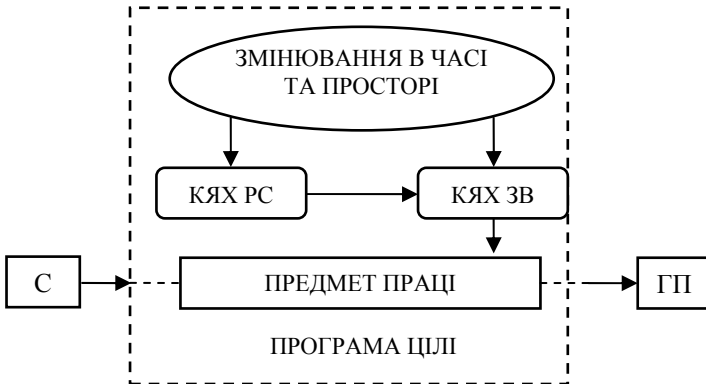 ЗМІНЮВАННЯ В ЧАСІ
ТА ПРОСТОРІ
КЯХ РС
КЯХ ЗВ
С
ПРЕДМЕТ ПРАЦІ
ГП
ПРОГРАМА ЦІЛІ